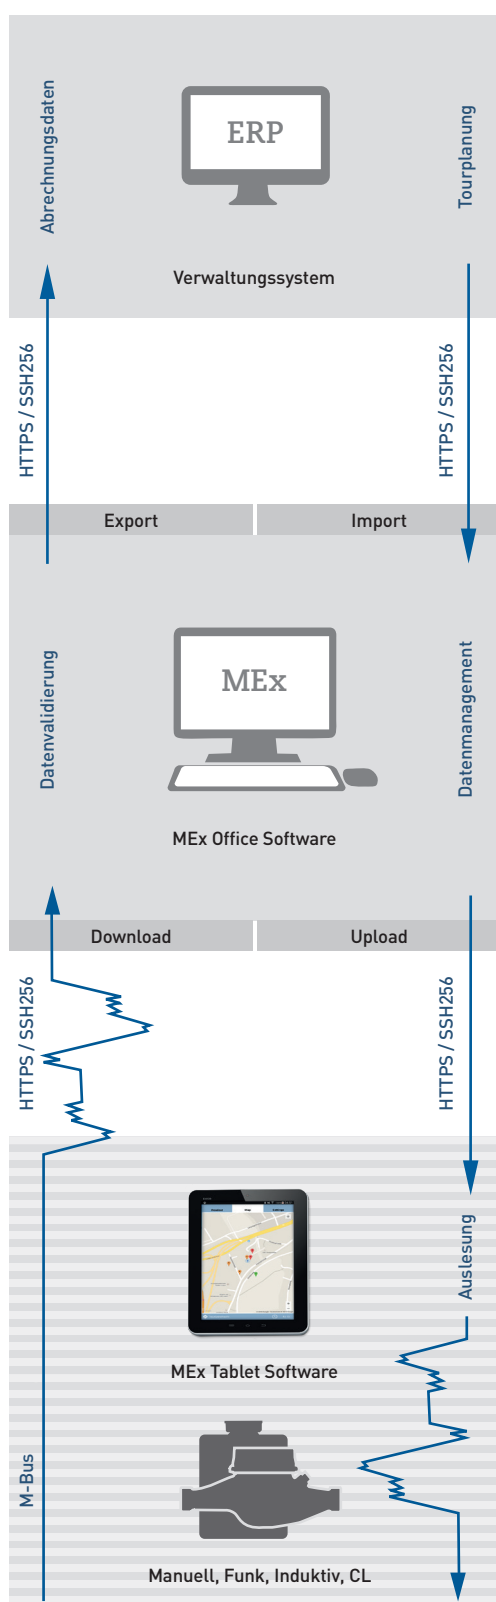 Abrechnungsdaten
ERP
Tourplanung
Verwaltungssystem
HTTPS / SSH256
HTTPS / SSH256
Export
Import
Datenvalidierung
MEx
Datenmanagement
MEx Office Software
Download
Upload
HTTPS / SSH256
HTTPS / SSH256
Auslesung
MEx Tablet Software
M-Bus
Manuell, Funk, Induktiv, CL